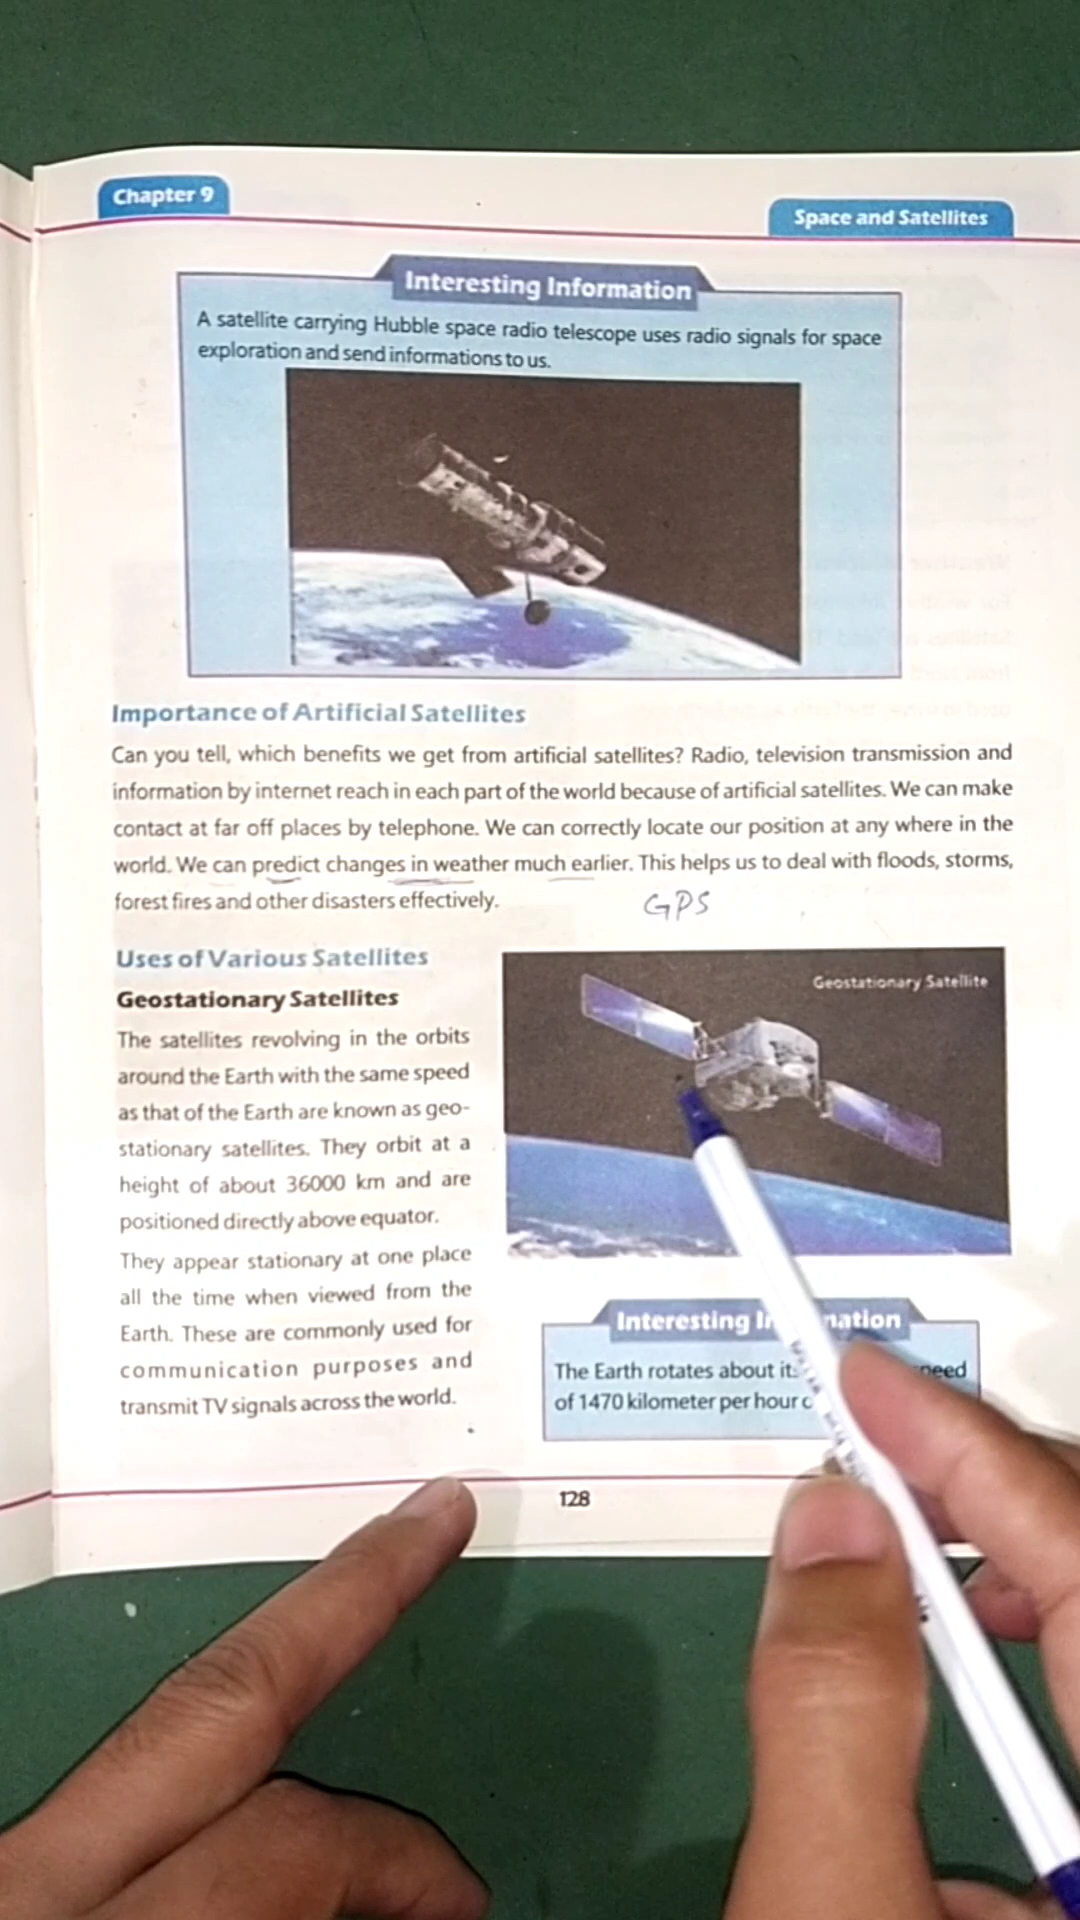 Chapter 9
Space and Satellites
Interesting Information
A satellite carrying Hubble space radio telescope uses radio signals for space
exploration and send informations to us.
Importance of Artificial Satellites
Can you tell, which benefits we get from artificial satellites? Radio, television transmission and
information by internet reach in each part of the world because of artificial satellites. We can make
contact at far off places by telephone. We can correctly locate our position at any where in the
world. We can predict changes in weather much earlier. This helps us to deal with floods, storms,
forest fires and other disasters effectively.
GPS
Uses of Various Satellites
Geostationary Satellites
The satellites revolving in the orbits
around the Earth with the same speed
as that of the Earth are known as geo-
stationary satellites. They orbit at a
height of about 36000 km and are
positioned directly above equator.
They appear stationary at one place
all the time when viewed from the
Earth. These are commonly used for
communication purposes and
transmit TV signals across the world.
Geostationary Satellite
Interesting
The Earth rotates about
of 1470 kilometer per hour
128